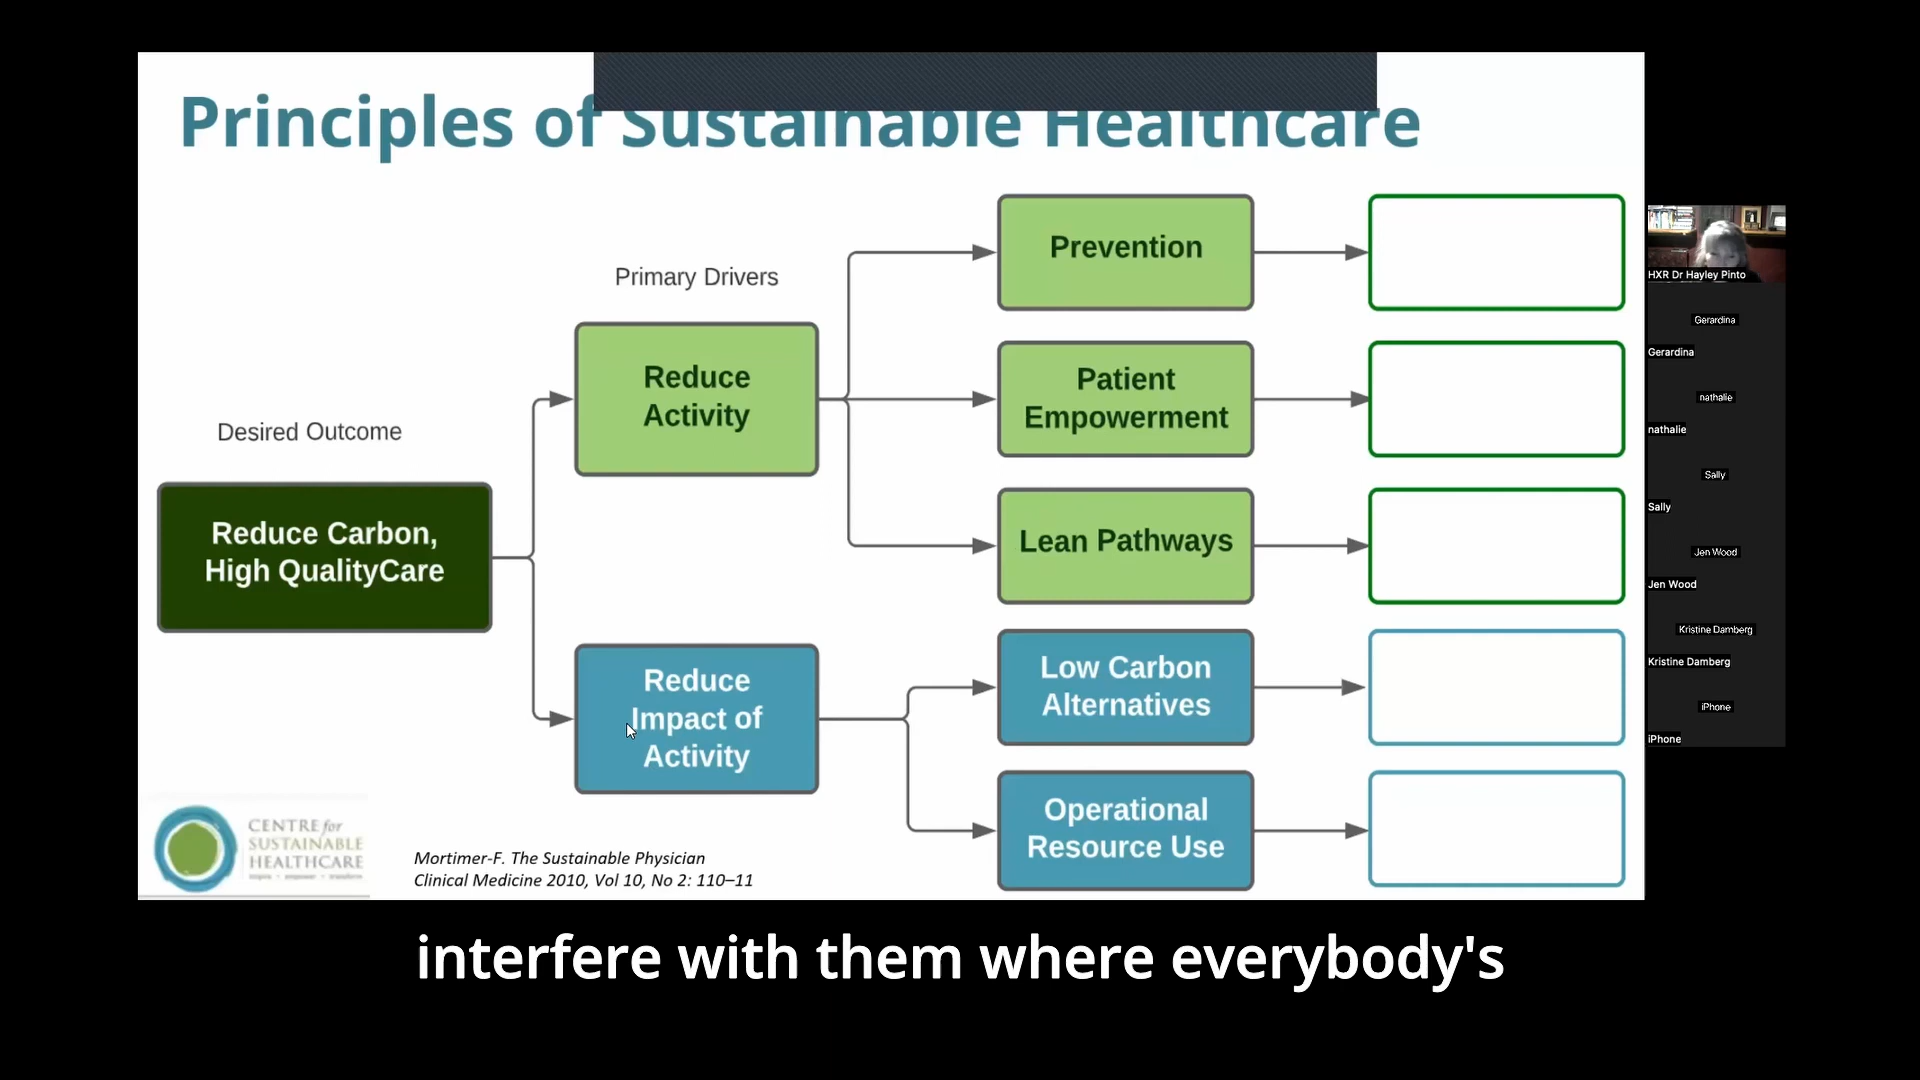 Principles of Sustainable Healthcare
Primary Drivers
Desired Outcome
Reduce Carbon,
High QualityCare
Reduce
Activity
Reduce
Impact of
Activity
Prevention
Patient
Empowerment
Lean Pathways
Low Carbon
Alternatives
Operational
Resource Use
CENTRE for
SUSTAINABLE
HEALTHCARE
Mortimer-F. The Sustainable Physician
Clinical Medicine 2010, Vol 10, No 2: 110–11
HXR Dr Hayley Pinto
Gerardina
Gerardina
nathalie
nathalie
Sally
Sally
Jen Wood
Jen Wood
Kristine Damberg
Kristine Damberg
iPhone
iPhone
interfere with them where everybody's